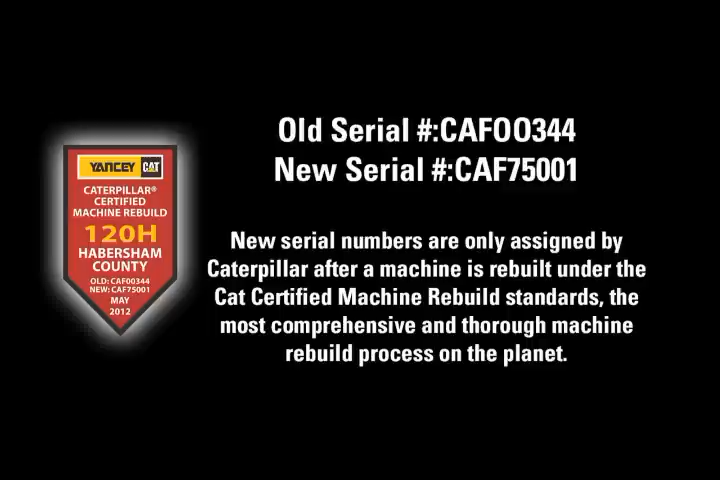 Old Serial #:CAFOO344
New Serial #:CAF75001
YANCEY CAT
CATERPILLAR®
CERTIFIED
MACHINE REBUILD
120H
HABERSHAM
COUNTY
OLD: CAF00344
NEW: CAF75001
MAY
2012
New serial numbers are only assigned by
Caterpillar after a machine is rebuilt under the
Cat Certified Machine Rebuild standards, the
most comprehensive and thorough machine
rebuild process on the planet.